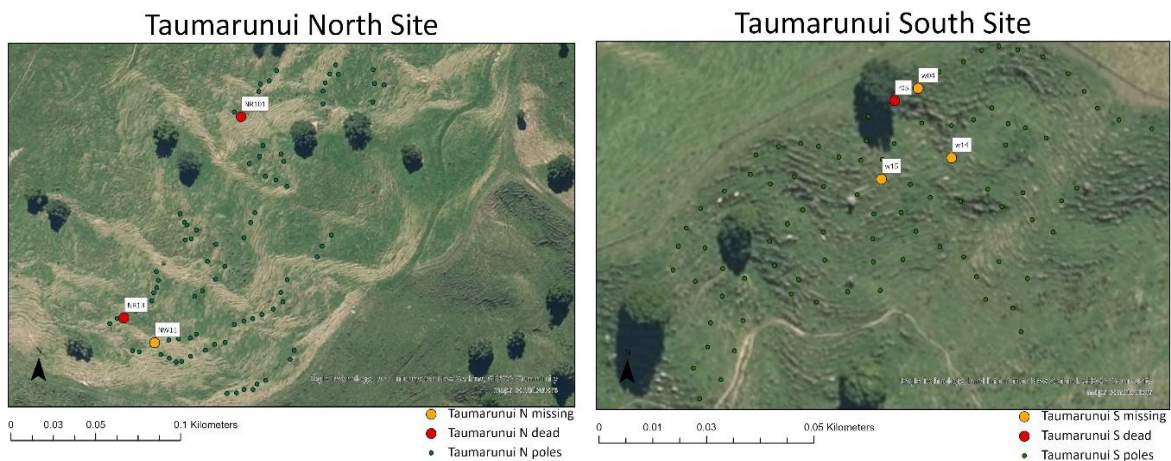 Taumarunui North Site
Taumarunui South Site
NR101
NR13
NW11
r05
w04
w14
w15
N
N
Taumarunui N missing
Taumarunui N dead
Taumarunui N poles
0 0.03 0.05 0.1 Kilometers
Taumarunui S missing
Taumarunui S dead
Taumarunui S poles
0 0.01 0.03 0.05 Kilometers